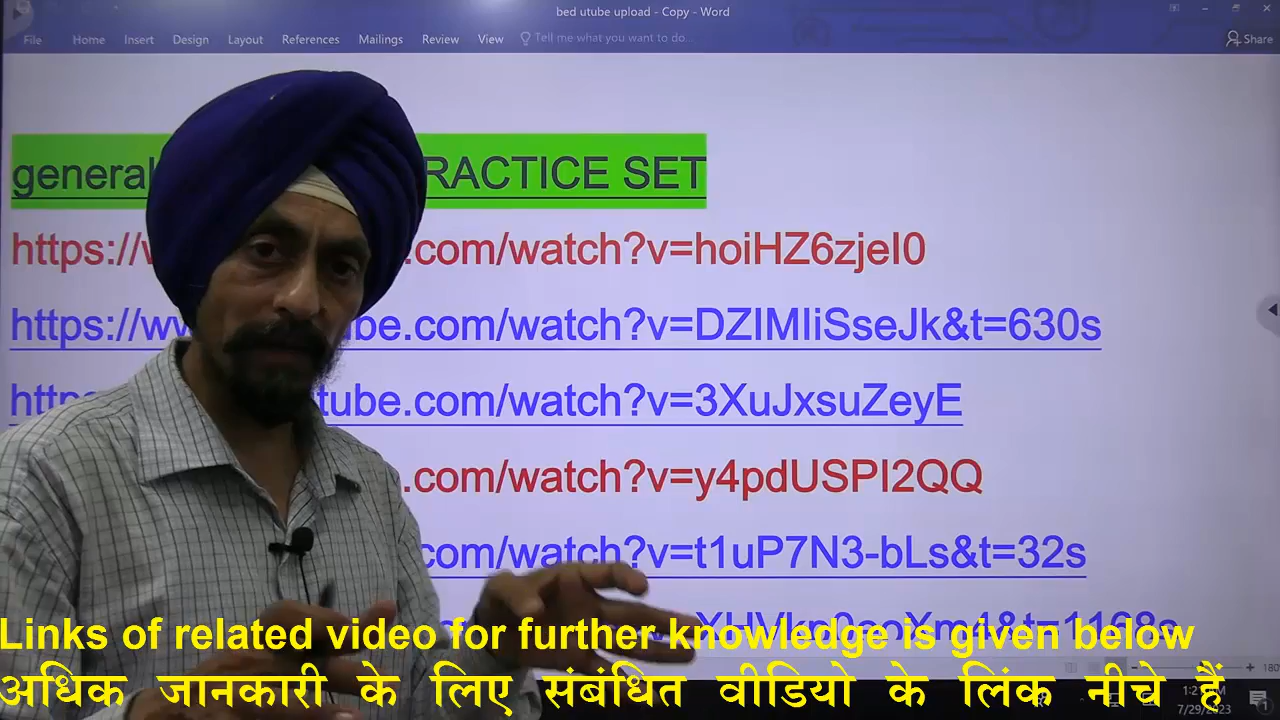 bed utube upload - Copy - Word
File Home Insert Design Layout References Mailings Review View Tell me what you want to do... Share
general RACTICE SET
https:// .com/watch?v=hoiHZ6zjeI0
https://w be.com/watch?v=DZIMIiSseJk&t=630s
tube.com/watch?v=3XuJxsuZeyE
.com/watch?v=y4pdUSPI2QQ
com/watch?v=t1uP7N3-bLs&t=32s
Links of related video for further knowledge is given below
अधिक जानकारी के लिए संबंधित वीडियो के लिंक नीचे हैं
7/29/2023